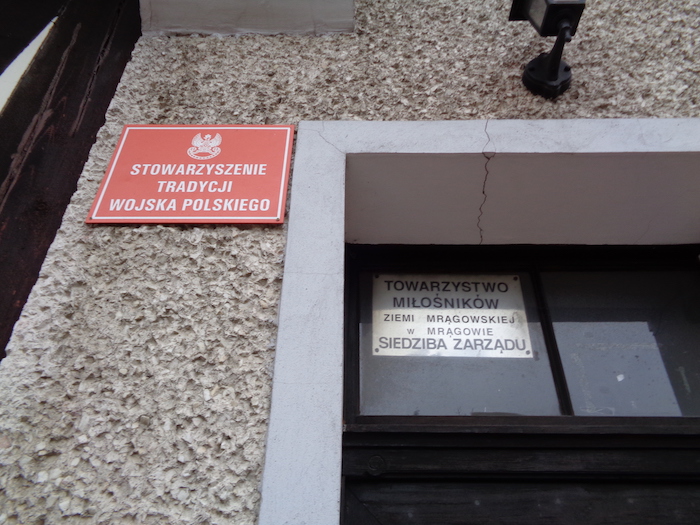 STOWARZYSZENIE
TRADYCJI
WOJSKA POLSKIEGO
TOWARZYSTWO
MIŁOŚNIKÓW
ZIEMI MRĄGOWSKIEJ
W MRĄGOWIE
SIEDZIBA ZARZĄDU